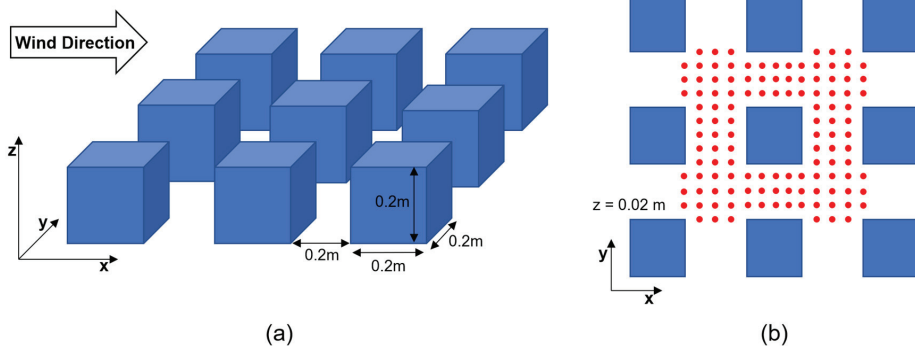 Wind Direction
z
y
x
0.2m
0.2m
0.2m
0.2m
(a)
z = 0.02 m
y
x
(b)